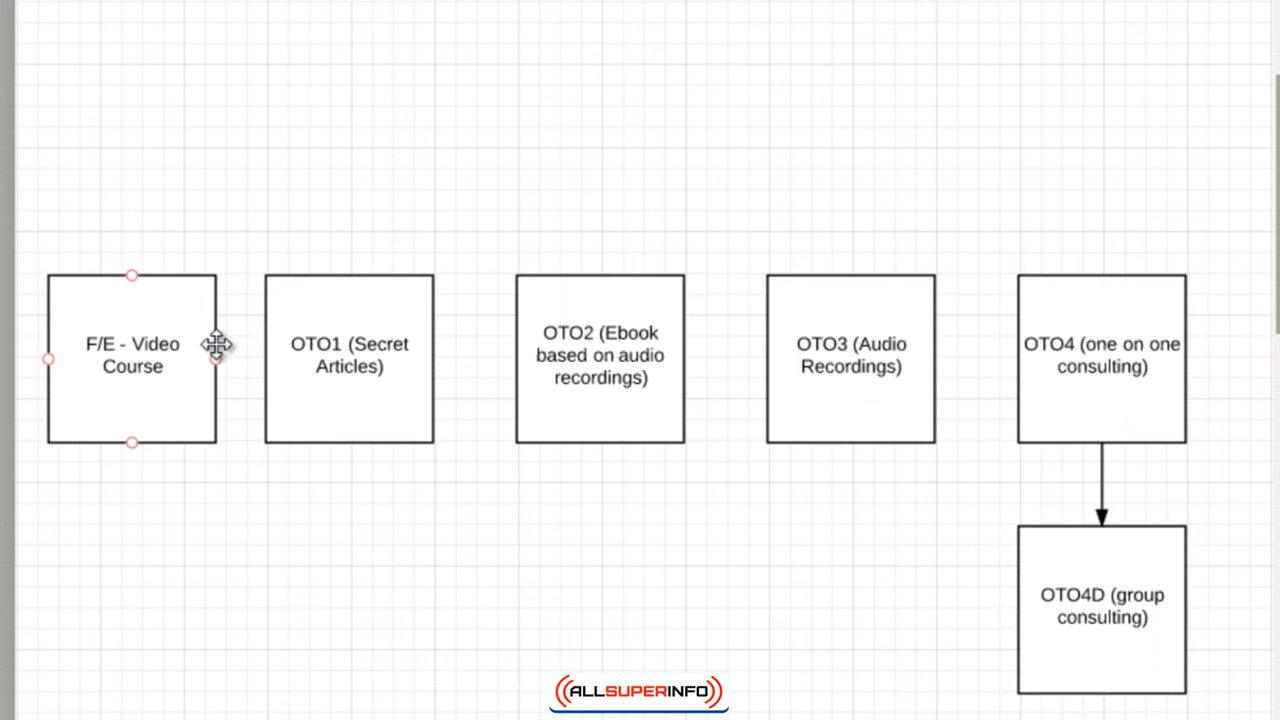 F/E - Video
Course
OTO1 (Secret
Articles)
OTO2 (Ebook
based on audio
recordings)
OTO3 (Audio
Recordings)
OTO4 (one on one
consulting)
OTO4D (group
consulting)
ALLSUPERINFO